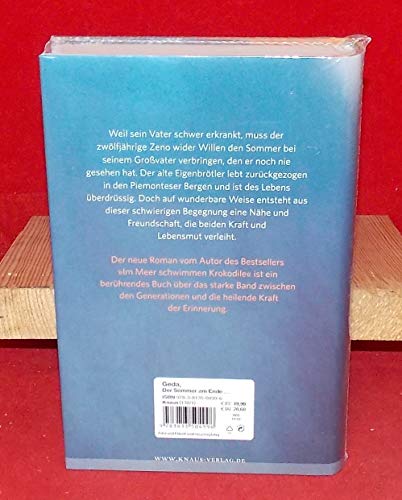 Weil sein Vater schwer erkrankt, muss der
zwölfjährige Zeno wider Willen den Sommer bei
seinem Großvater verbringen, den er noch nie
gesehen hat. Der alte Eigenbrötler lebt zurückgezogen
in den Piemonteser Bergen und ist des Lebens
überdrüssig. Doch auf wunderbare Weise entsteht aus
dieser schwierigen Begegnung eine Nähe und
Freundschaft, die beiden Kraft und
Lebensmut verleiht.
Der neue Roman vom Autor des Bestsellers
»Im Meer schwimmen Krokodile« ist ein
berührendes Buch über das starke Band zwischen
den Generationen und die heilende Kraft
der Erinnerung.
Geda,
Der Sommer am Ende
ISBN
WWW.KNAUS-VERLAG.DE